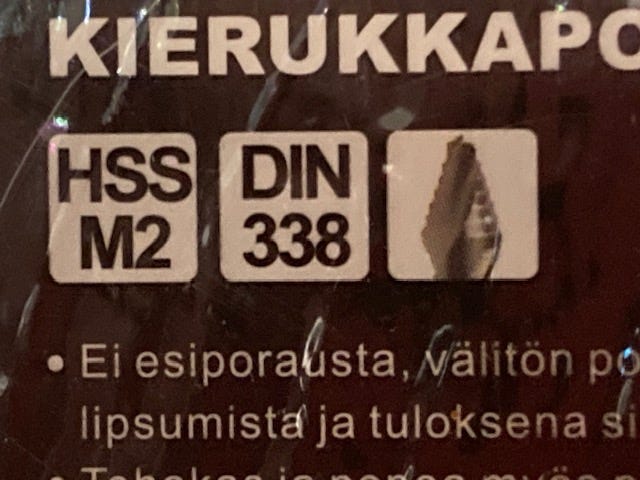 KIERUKKAPO
HSS
M2
DIN
338
• Ei esiporausta, välitön po
lipsumista ja tuloksena si